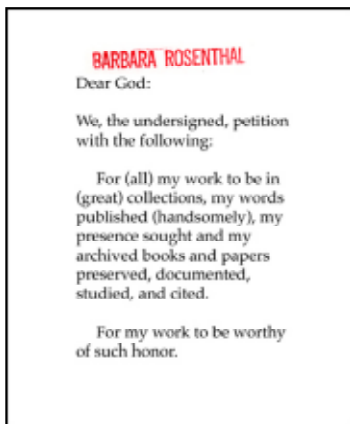 BARBARA ROSENTHAL
Dear God:
We, the undersigned, petition
with the following:
For (all) my work to be in
(great) collections, my words
published (handsomely), my
presence sought and my
archived books and papers
preserved, documented,
studied, and cited.
For my work to be worthy
of such honor.